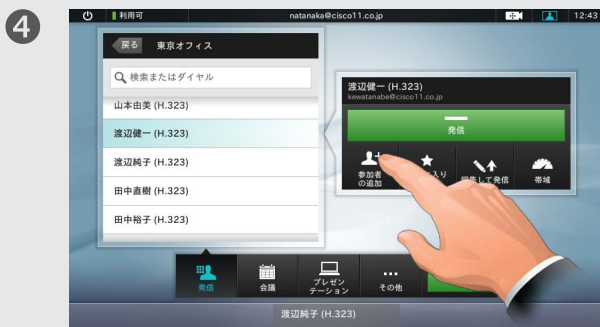 4
利用可
natanaka@cisco11.co.jp
12:43
戻る
東京オフィス
検索またはダイヤル
山本由美 (H.323)
渡辺健一 (H.323)
渡辺純子 (H.323)
田中直樹 (H.323)
田中裕子 (H.323)
渡辺健一 (H.323)
kewatanabe@cisco11.co.jp
発信
参加者
の追加
入り
して発信
帯域
発信
会議
プレゼン
テーション
その他
渡辺純子 (H.323)